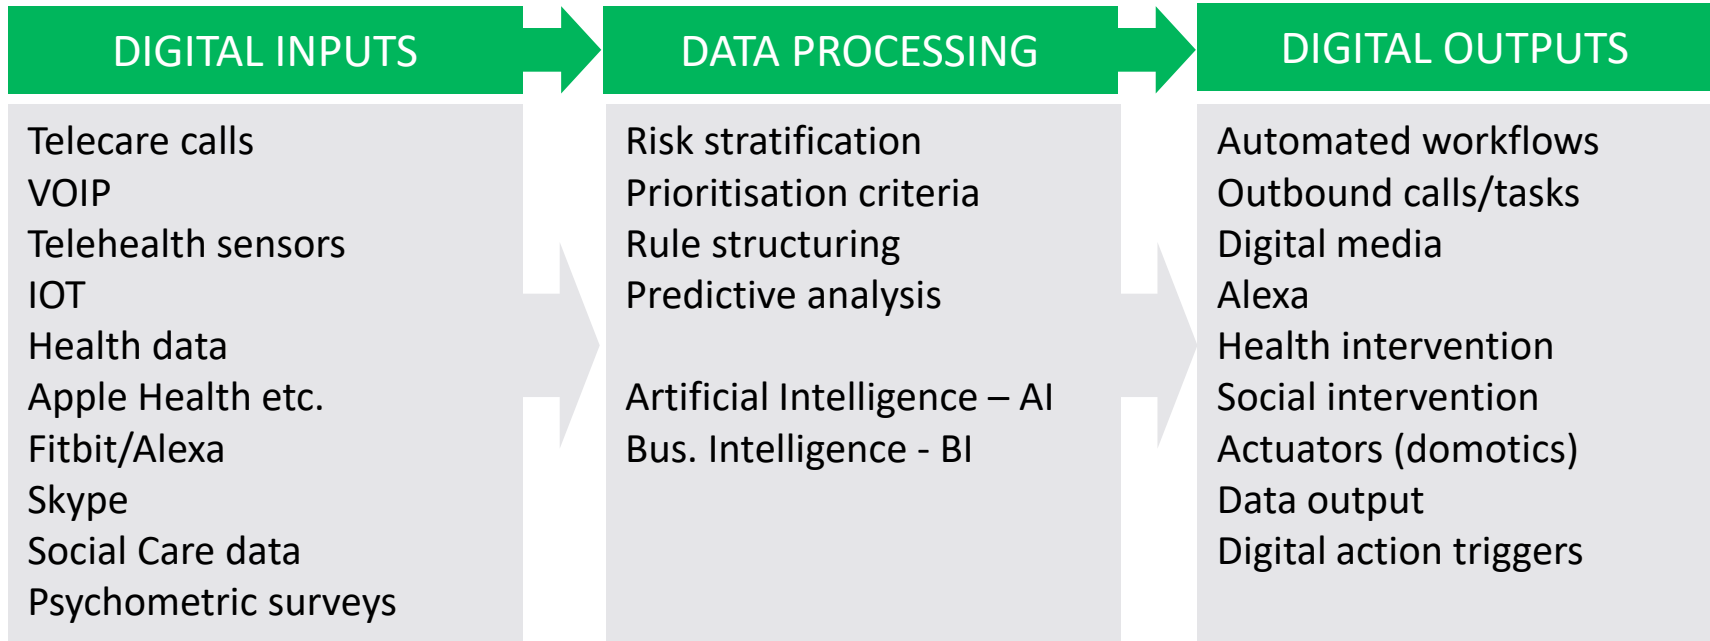 DIGITAL INPUTS
Telecare calls
VOIP
Telehealth sensors
IOT
Health data
Apple Health etc.
Fitbit/Alexa
Skype
Social Care data
Psychometric surveys
DATA PROCESSING
Risk stratification
Prioritisation criteria
Rule structuring
Predictive analysis
Artificial Intelligence – AI
Bus. Intelligence - BI
DIGITAL OUTPUTS
Automated workflows
Outbound calls/tasks
Digital media
Alexa
Health intervention
Social intervention
Actuators (domotics)
Data output
Digital action triggers